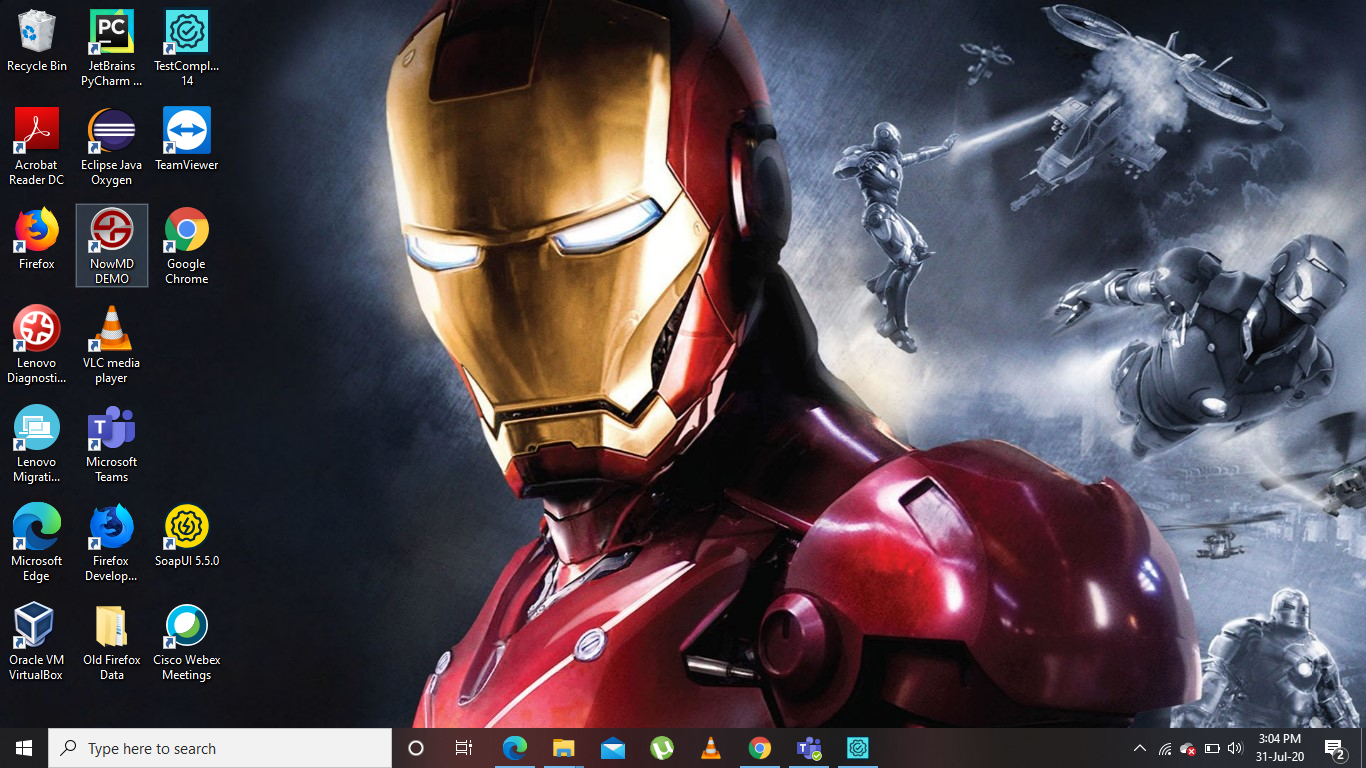 Recycle Bin
JetBrains
PyCharm ...
TestCompl...
14
Acrobat
Reader DC
Eclipse Java
Oxygen
TeamViewer
Firefox
NowMD
DEMO
Google
Chrome
Lenovo
Diagnosti...
VLC media
player
Lenovo
Migrati...
Microsoft
Teams
Microsoft
Edge
Firefox
Develop...
SoapUI 5.5.0
Oracle VM
VirtualBox
Old Firefox
Data
Cisco Webex
Meetings
PC
T
Type here to search
T
3:04 PM
31-Jul-20
2